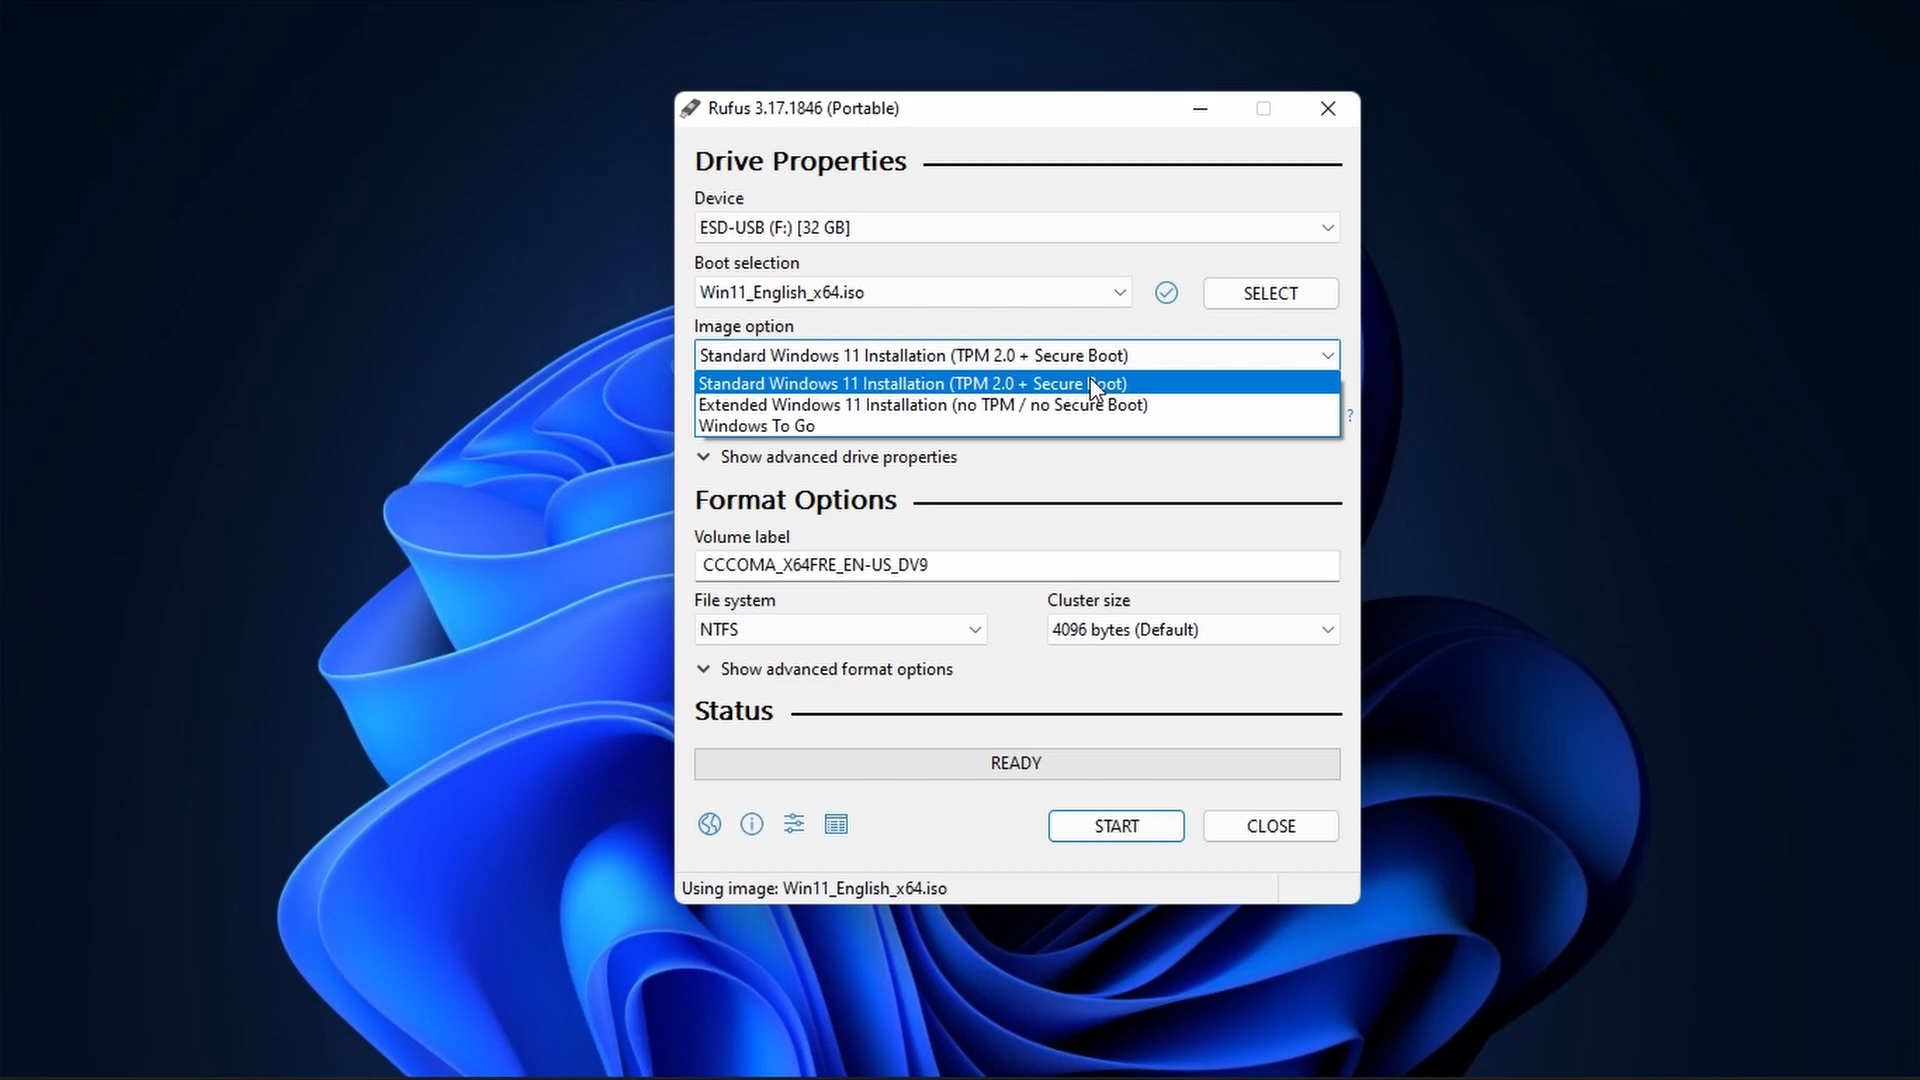 Rufus 3.17.1846 (Portable)
Drive Properties
Device
ESD-USB (F:) [32 GB]
Boot selection
Win11_English_x64.iso
SELECT
Image option
Standard Windows 11 Installation (TPM 2.0 + Secure Boot)
Standard Windows 11 Installation (TPM 2.0 + Secure Boot)
Extended Windows 11 Installation (no TPM / no Secure Boot)
?
Windows To Go
Show advanced drive properties
Format Options
Volume label
CCCOMA_X64FRE_EN-US_DV9
File system
Cluster size
NTFS
4096 bytes (Default)
Show advanced format options
Status
READY
START
CLOSE
Using image: Win11_English_x64.iso